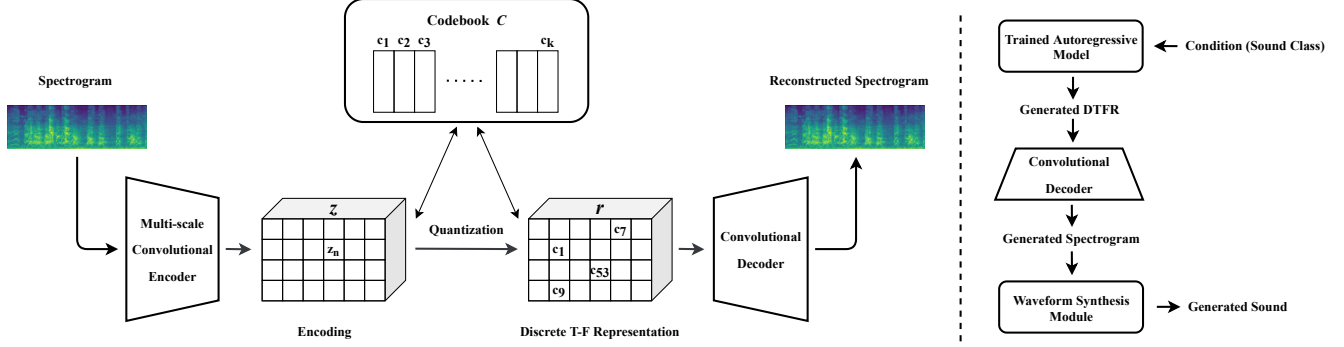 Codebook C
c1 c2 c3 ck
. . . . .
Spectrogram
Reconstructed Spectrogram
Multi-scale
Convolutional
Encoder
z
zn
Encoding
Quantization
r
c7
c1
c53
c9
Discrete T-F Representation
Convolutional
Decoder
Trained Autoregressive
Model
Condition (Sound Class)
Generated DTFR
Convolutional
Decoder
Generated Spectrogram
Waveform Synthesis
Module
Generated Sound